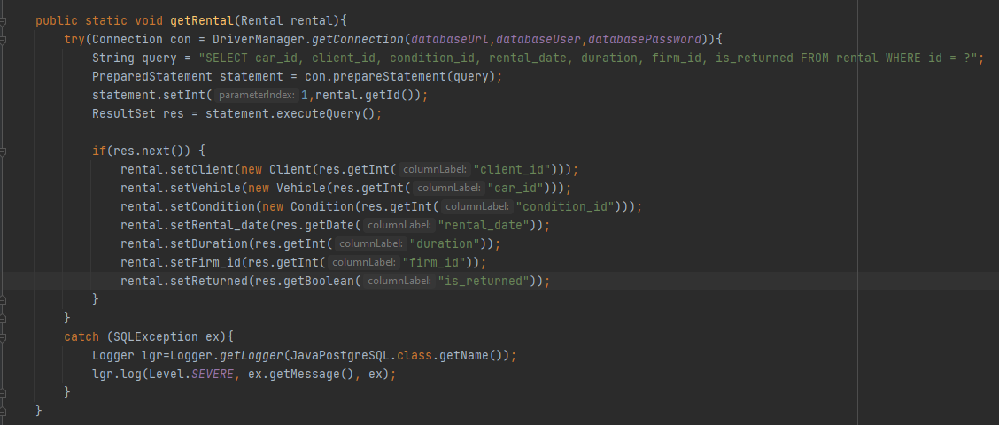 public static void getRental(Rental rental){
try(Connection con = DriverManager.getConnection(databaseUrl,databaseUser,databasePassword)){
String query = "SELECT car_id, client_id, condition_id, rental_date, duration, firm_id, is_returned FROM rental WHERE id = ?";
PreparedStatement statement = con.prepareStatement(query);
statement.setInt( parameterIndex: 1,rental.getId());
ResultSet res = statement.executeQuery();
if(res.next()) {
rental.setClient(new Client(res.getInt( columnLabel: "client_id")));
rental.setVehicle(new Vehicle(res.getInt( columnLabel: "car_id")));
rental.setCondition(new Condition(res.getInt( columnLabel: "condition_id")));
rental.setRental_date(res.getDate( columnLabel: "rental_date"));
rental.setDuration(res.getInt( columnLabel: "duration"));
rental.setFirm_id(res.getInt( columnLabel: "firm_id"));
rental.setReturned(res.getBoolean( columnLabel: "is_returned"));
}
}
catch (SQLException ex){
Logger lgr=Logger.getLogger(JavaPostgreSQL.class.getName());
lgr.log(Level.SEVERE, ex.getMessage(), ex);
}
}